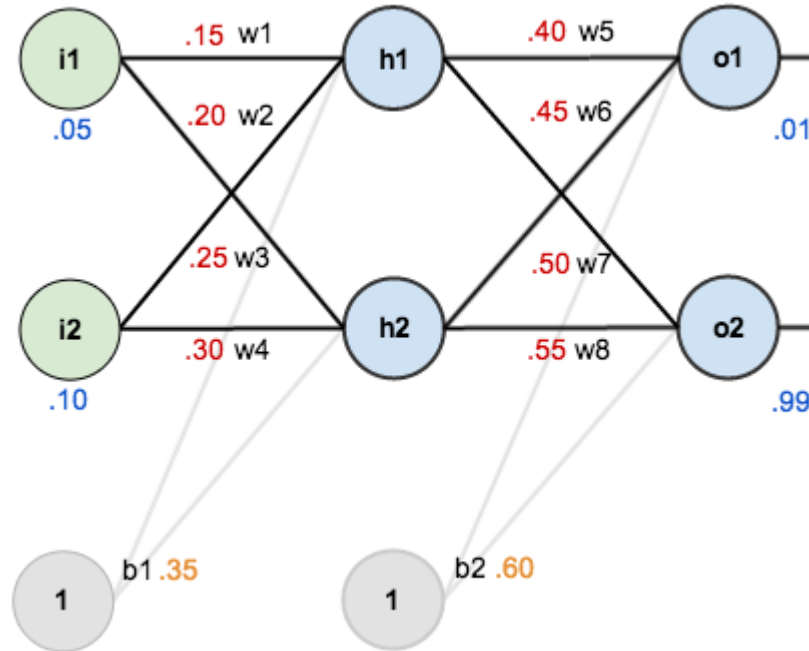 i1 .15 w1 h1 .40 w5 o1
.20 w2 .45 w6
.05 .01
.25 w3 .50 w7
i2 h2 o2
.30 w4 .55 w8
.10 .99
b1 .35 b2 .60
1 1